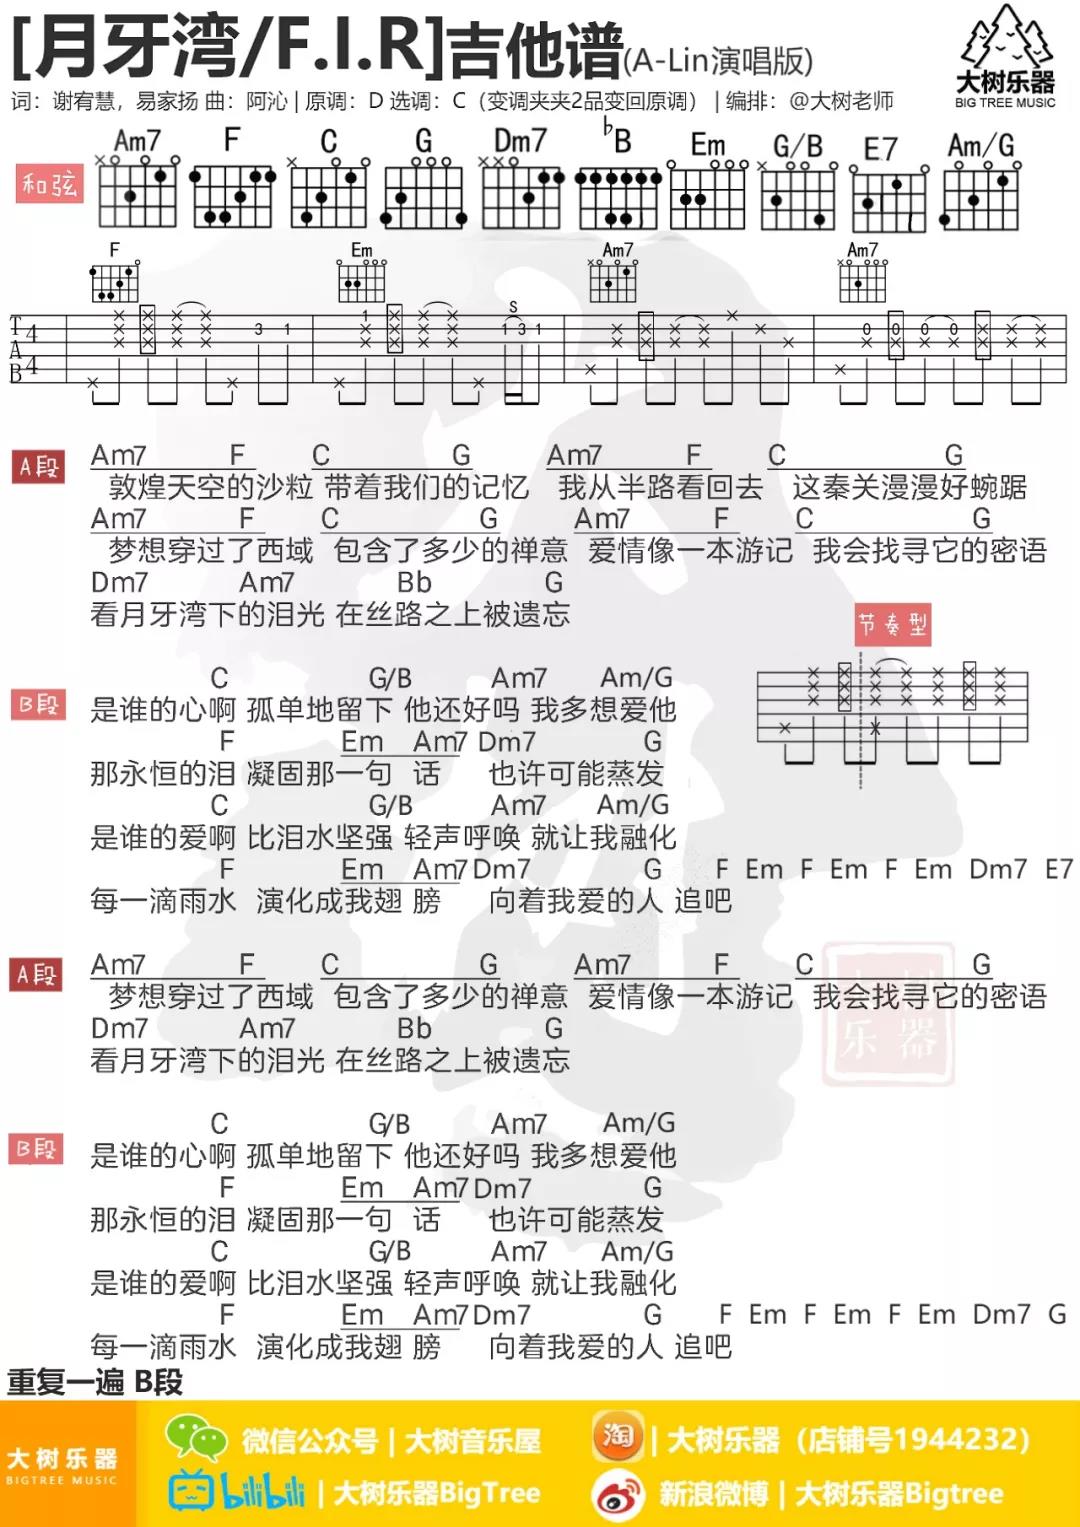 [月牙湾/F.I.R]吉他谱(A-Lin演唱版)
大树乐器
BIG TREE MUSIC
词：谢宥慧，易家扬 曲：阿沁 | 原调：D 选调：C（变调夹夹2品变回原调） | 编排：@大树老师
和弦
Am7 F C G Dm7 bB Em G/B E7 Am/G
F Em Am7 Am7
S
3 1 1 1 3 1 0 0 0 0
T A B 4 4
A段
Am7 F C G Am7 F C G
敦煌天空的沙粒 带着我们的记忆 我从半路看回去 这秦关漫漫好蜿踞
Am7 F C G Am7 F C G
梦想穿过了西域 包含了多少的禅意 爱情像一本游记 我会找寻它的密语
Dm7 Am7 Bb G
看月牙湾下的泪光 在丝路之上被遗忘
节奏型
B段
C G/B Am7 Am/G
是谁的心啊 孤单地留下 他还好吗 我多想爱他
F Em Am7 Dm7 G
那永恒的泪 凝固那一句 话 也许可能蒸发
C G/B Am7 Am/G
是谁的爱啊 比泪水坚强 轻声呼唤 就让我融化
F Em Am7 Dm7 G F Em F Em F Em Dm7 E7
每一滴雨水 演化成我翅 膀 向着我爱的人 追吧
A段
Am7 F C G Am7 F C G
梦想穿过了西域 包含了多少的禅意 爱情像一本游记 我会找寻它的密语
Dm7 Am7 Bb G
看月牙湾下的泪光 在丝路之上被遗忘
大树
乐器
B段
C G/B Am7 Am/G
是谁的心啊 孤单地留下 他还好吗 我多想爱他
F Em Am7 Dm7 G
那永恒的泪 凝固那一句 话 也许可能蒸发
C G/B Am7 Am/G
是谁的爱啊 比泪水坚强 轻声呼唤 就让我融化
F Em Am7 Dm7 G F Em F Em F Em Dm7 G
每一滴雨水 演化成我翅 膀 向着我爱的人 追吧
重复一遍 B段
大树乐器
BIGTREE MUSIC
微信公众号 | 大树音乐屋
淘 | 大树乐器（店铺号1944232）
bilibili | 大树乐器BigTree
新浪微博 | 大树乐器Bigtree